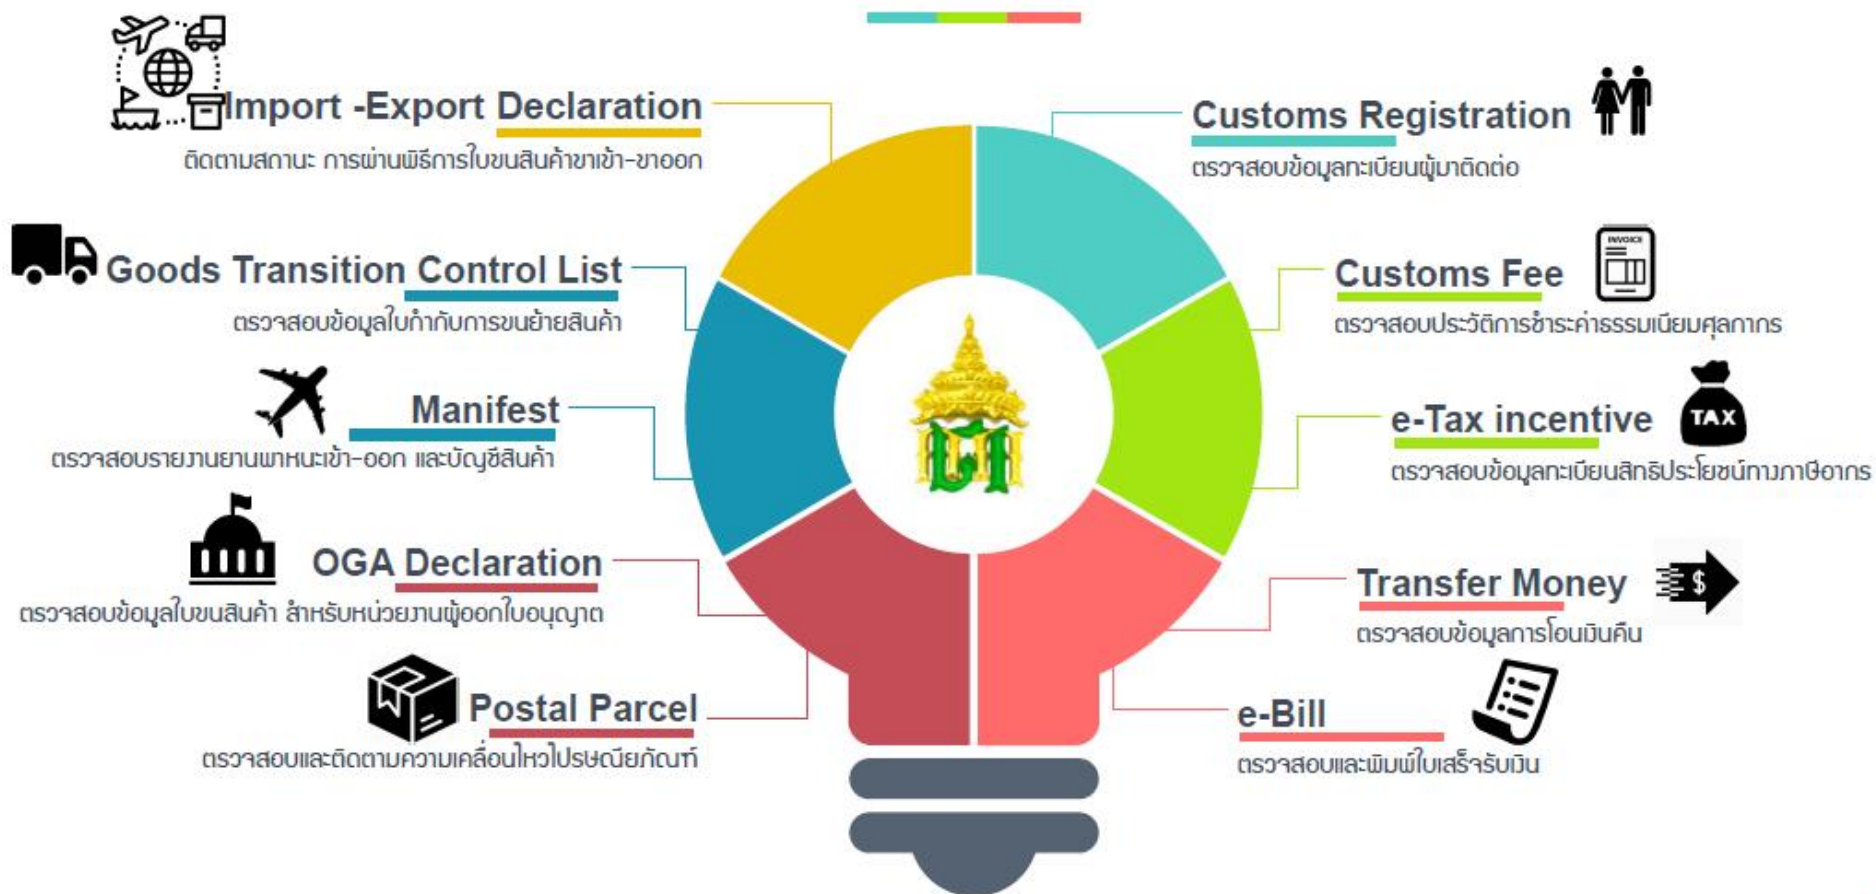 Import -Export Declaration
ติดตามสถานะ การผ่านพิธีการใบขนสินค้าขาเข้า-ขาออก
Goods Transition Control List
ตรวจสอบข้อมูลใบกำกับการขนย้ายสินค้า
Manifest
ตรวจสอบรายงานยานพาหนะเข้า-ออก และบัญชีสินค้า
OGA Declaration
ตรวจสอบข้อมูลใบขนสินค้า สำหรับหน่วยงานผู้ออกใบอนุญาต
Postal Parcel
ตรวจสอบและติดตามความเคลื่อนไหวไปรษณียภัณฑ์
Customs Registration
ตรวจสอบข้อมูลทะเบียนผู้มาติดต่อ
Customs Fee
INVOICE
ตรวจสอบประวัติการชำระค่าธรรมเนียมศุลกากร
e-Tax incentive
TAX
ตรวจสอบข้อมูลทะเบียนสิทธิประโยชน์ทางภาษีอากร
Transfer Money
$
ตรวจสอบข้อมูลการโอนเงินคืน
e-Bill
ตรวจสอบและพิมพ์ใบเสร็จรับเงิน